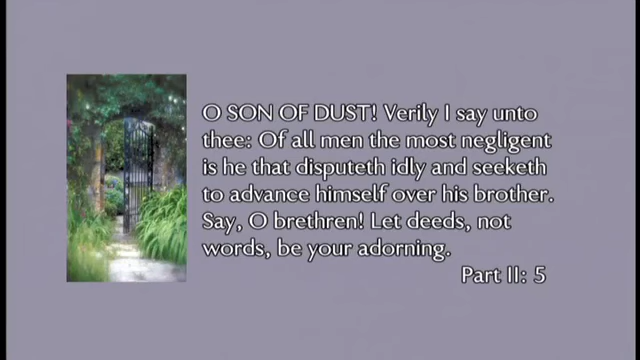 O SON OF DUST! Verily I say unto
thee: Of all men the most negligent
is he that disputeth idly and seeketh
to advance himself over his brother.
Say, O brethren! Let deeds, not
words, be your adorning.
Part II: 5